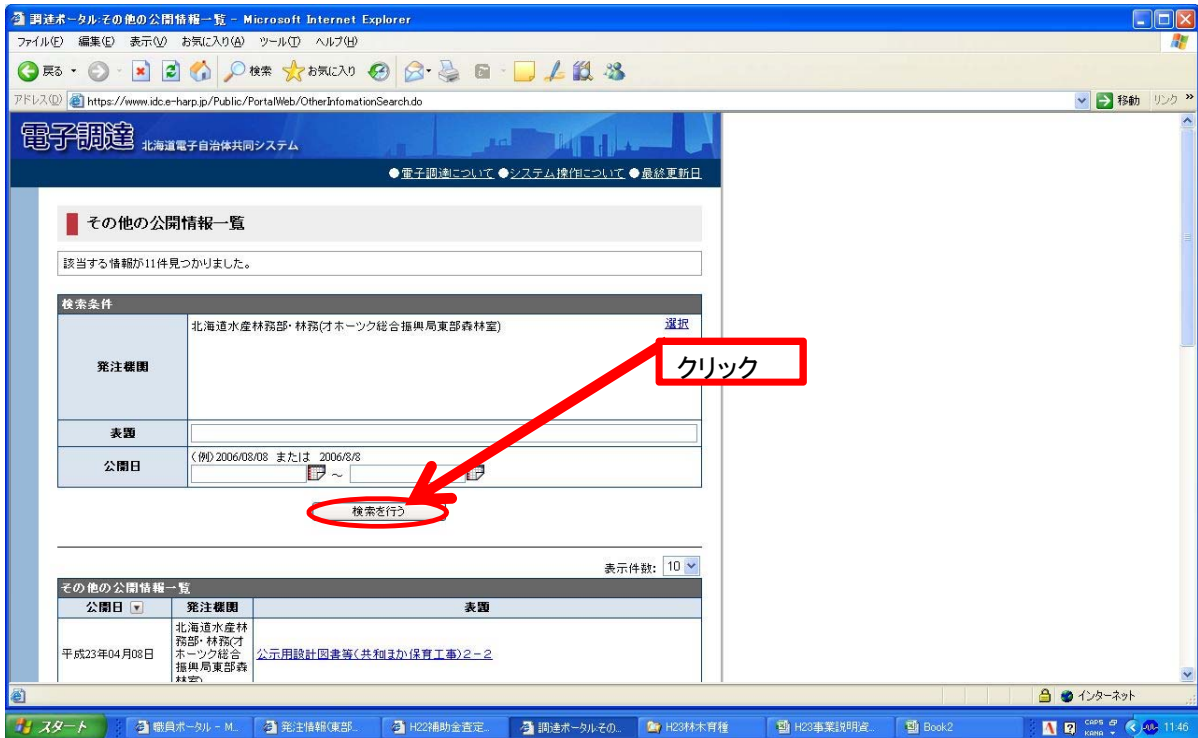 調達ポータル:その他の公開情報一覧 - Microsoft Internet Explorer
ファイル(F) 編集(E) 表示(V) お気に入り(A) ツール(T) ヘルプ(H)
戻る 検索 お気に入り
アドレス(D) https://www.idc.e-harp.jp/Public/PortalWeb/OtherInfomationSearch.do 移動 リンク »
電子調達 北海道電子自治体共同システム
●電子調達について ●システム操作について ●最終更新日
その他の公開情報一覧
該当する情報が11件見つかりました。
検索条件
発注機関 北海道水産林務部・林務(オホーツク総合振興局東部森林室) 選択
クリック
表題
公開日 (例)2006/08/08 または 2006/8/8
~
検索を行う
表示件数: 10
その他の公開情報一覧
公開日 発注機関 表題
平成23年04月08日 北海道水産林
務部・林務(オ
ホーツク総合
振興局東部森
林室)
公示用設計図書等(共和ほか保育工事)2-2
インターネット
スタート 職員ポータル - M... 発注情報(東部... H22補助金査定... 調達ポータル:その... H23林木育種 H23事業説明資... Book2 CAPS KANA 11:46